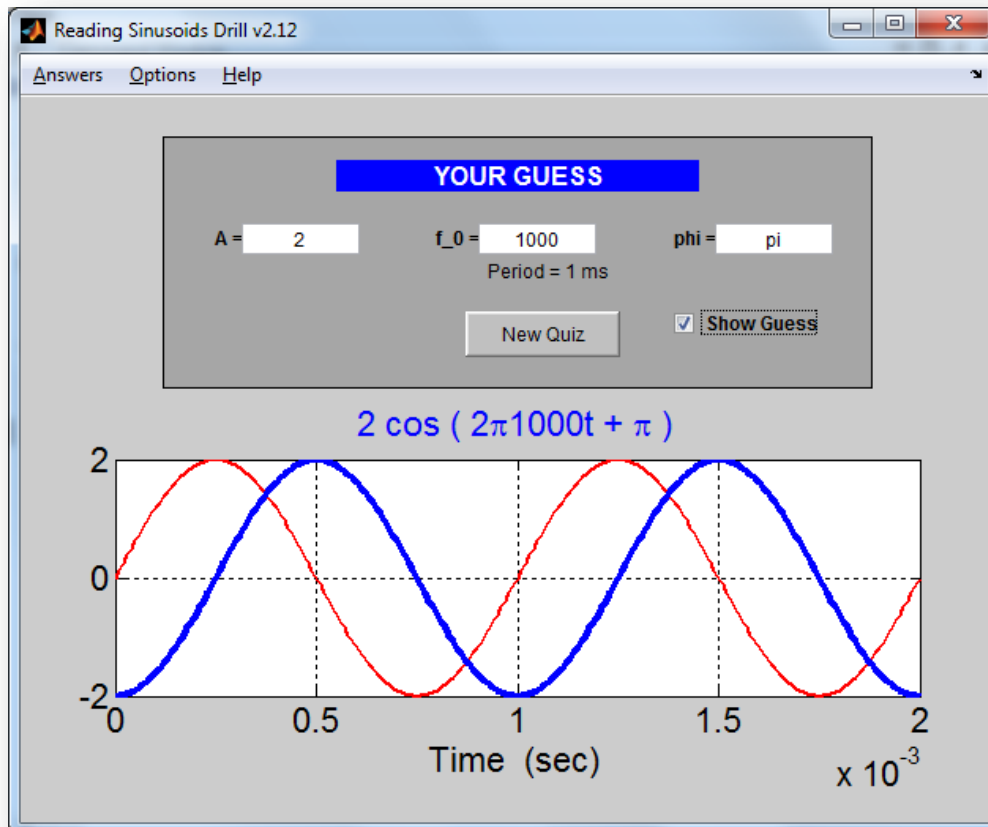 Reading Sinusoids Drill v2.12
Answers Options Help
YOUR GUESS
A = 2 f_0 = 1000 phi = pi
Period = 1 ms
New Quiz Show Guess
2 cos ( 2π1000t + π )
2
0
-2
0 0.5 1 1.5 2
Time (sec)
x 10⁻³